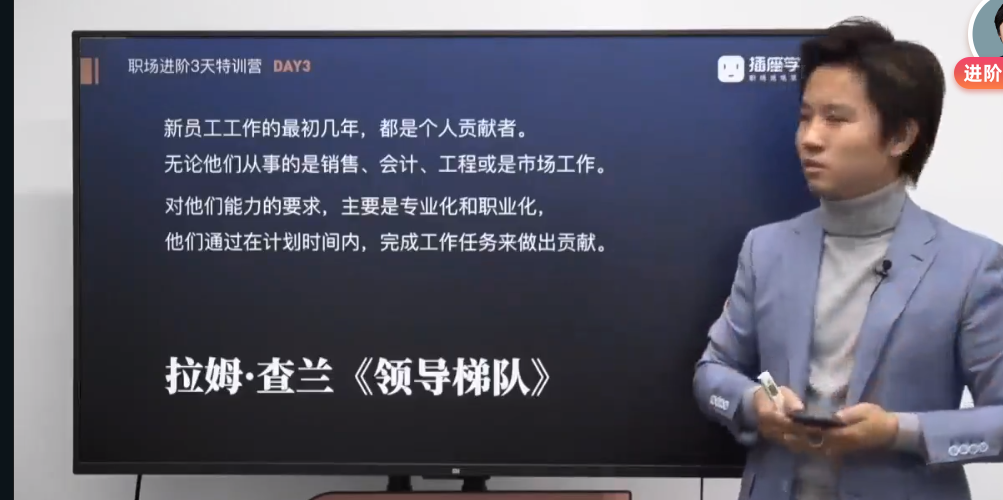 进阶
职场进阶3天特训营 DAY3
插座学
新员工工作的最初几年，都是个人贡献者。
无论他们从事的是销售、会计、工程或是市场工作。
对他们能力的要求，主要是专业化和职业化，
他们通过在计划时间内，完成工作任务来做出贡献。
拉姆·查兰《领导梯队》
mi